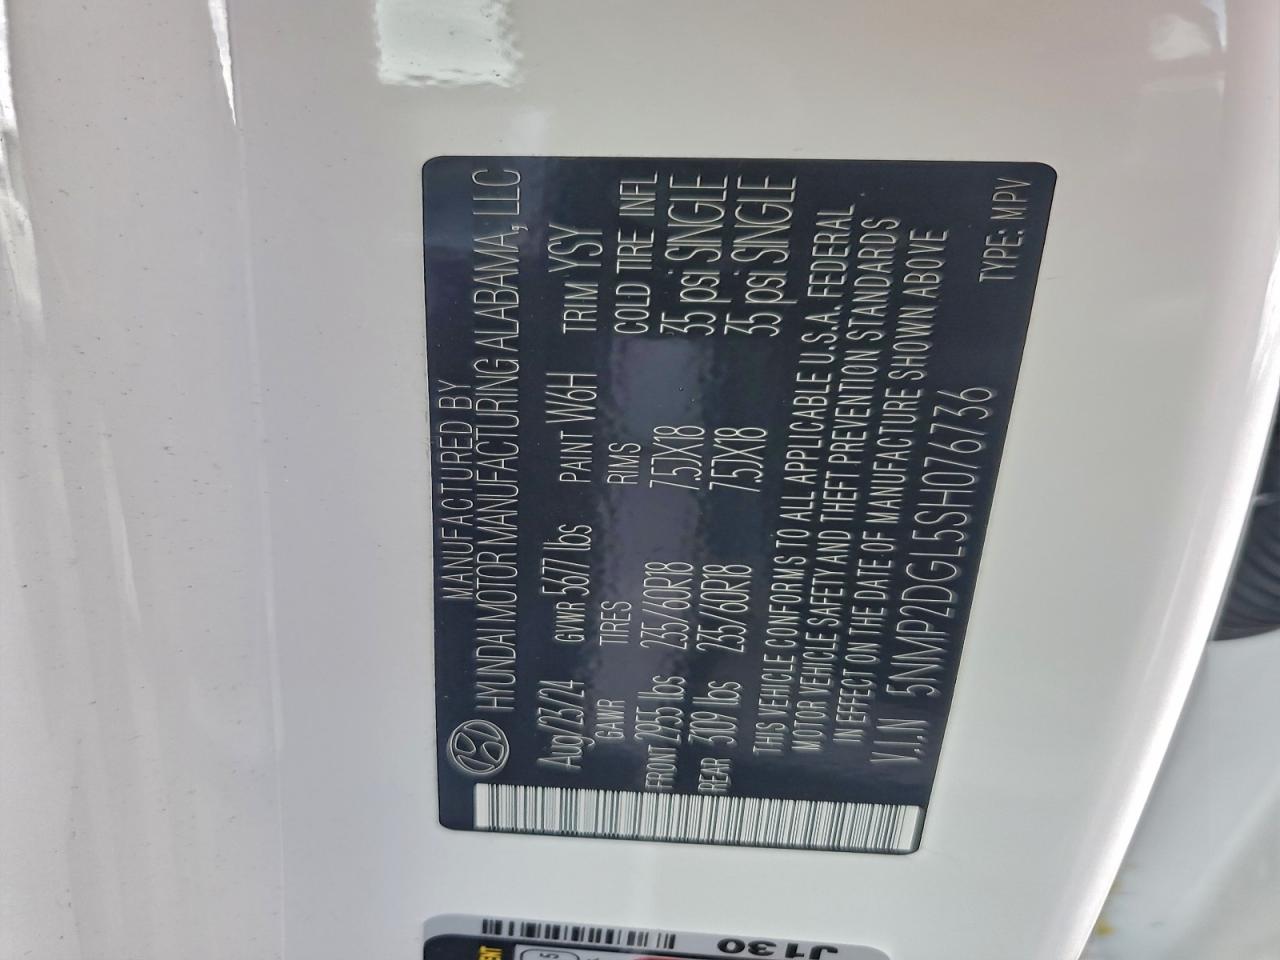 MANUFACTURED BY
HYUNDAI MOTOR MANUFACTURING ALABAMA, LLC
Aug/23/24 GVWR 5677 lbs PAINT W6H TRIM YSY
GAWR TIRES RIMS COLD TIRE INFL
FRONT 2955 lbs 235/60R18 7.5JX18 35 psi SINGLE
REAR 3109 lbs 235/60R18 7.5JX18 35 psi SINGLE
THIS VEHICLE CONFORMS TO ALL APPLICABLE U.S.A. FEDERAL
MOTOR VEHICLE SAFETY AND THEFT PREVENTION STANDARDS
IN EFFECT ON THE DATE OF MANUFACTURE SHOWN ABOVE
V.I.N 5NMP2DGL5SH076736
TYPE: MPV
J130